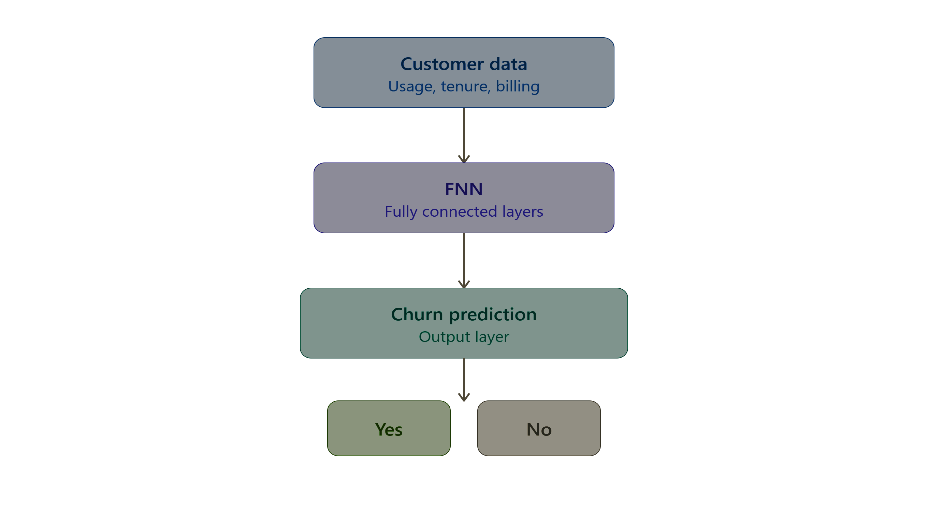 Customer data
Usage, tenure, billing
FNN
Fully connected layers
Churn prediction
Output layer
Yes
No